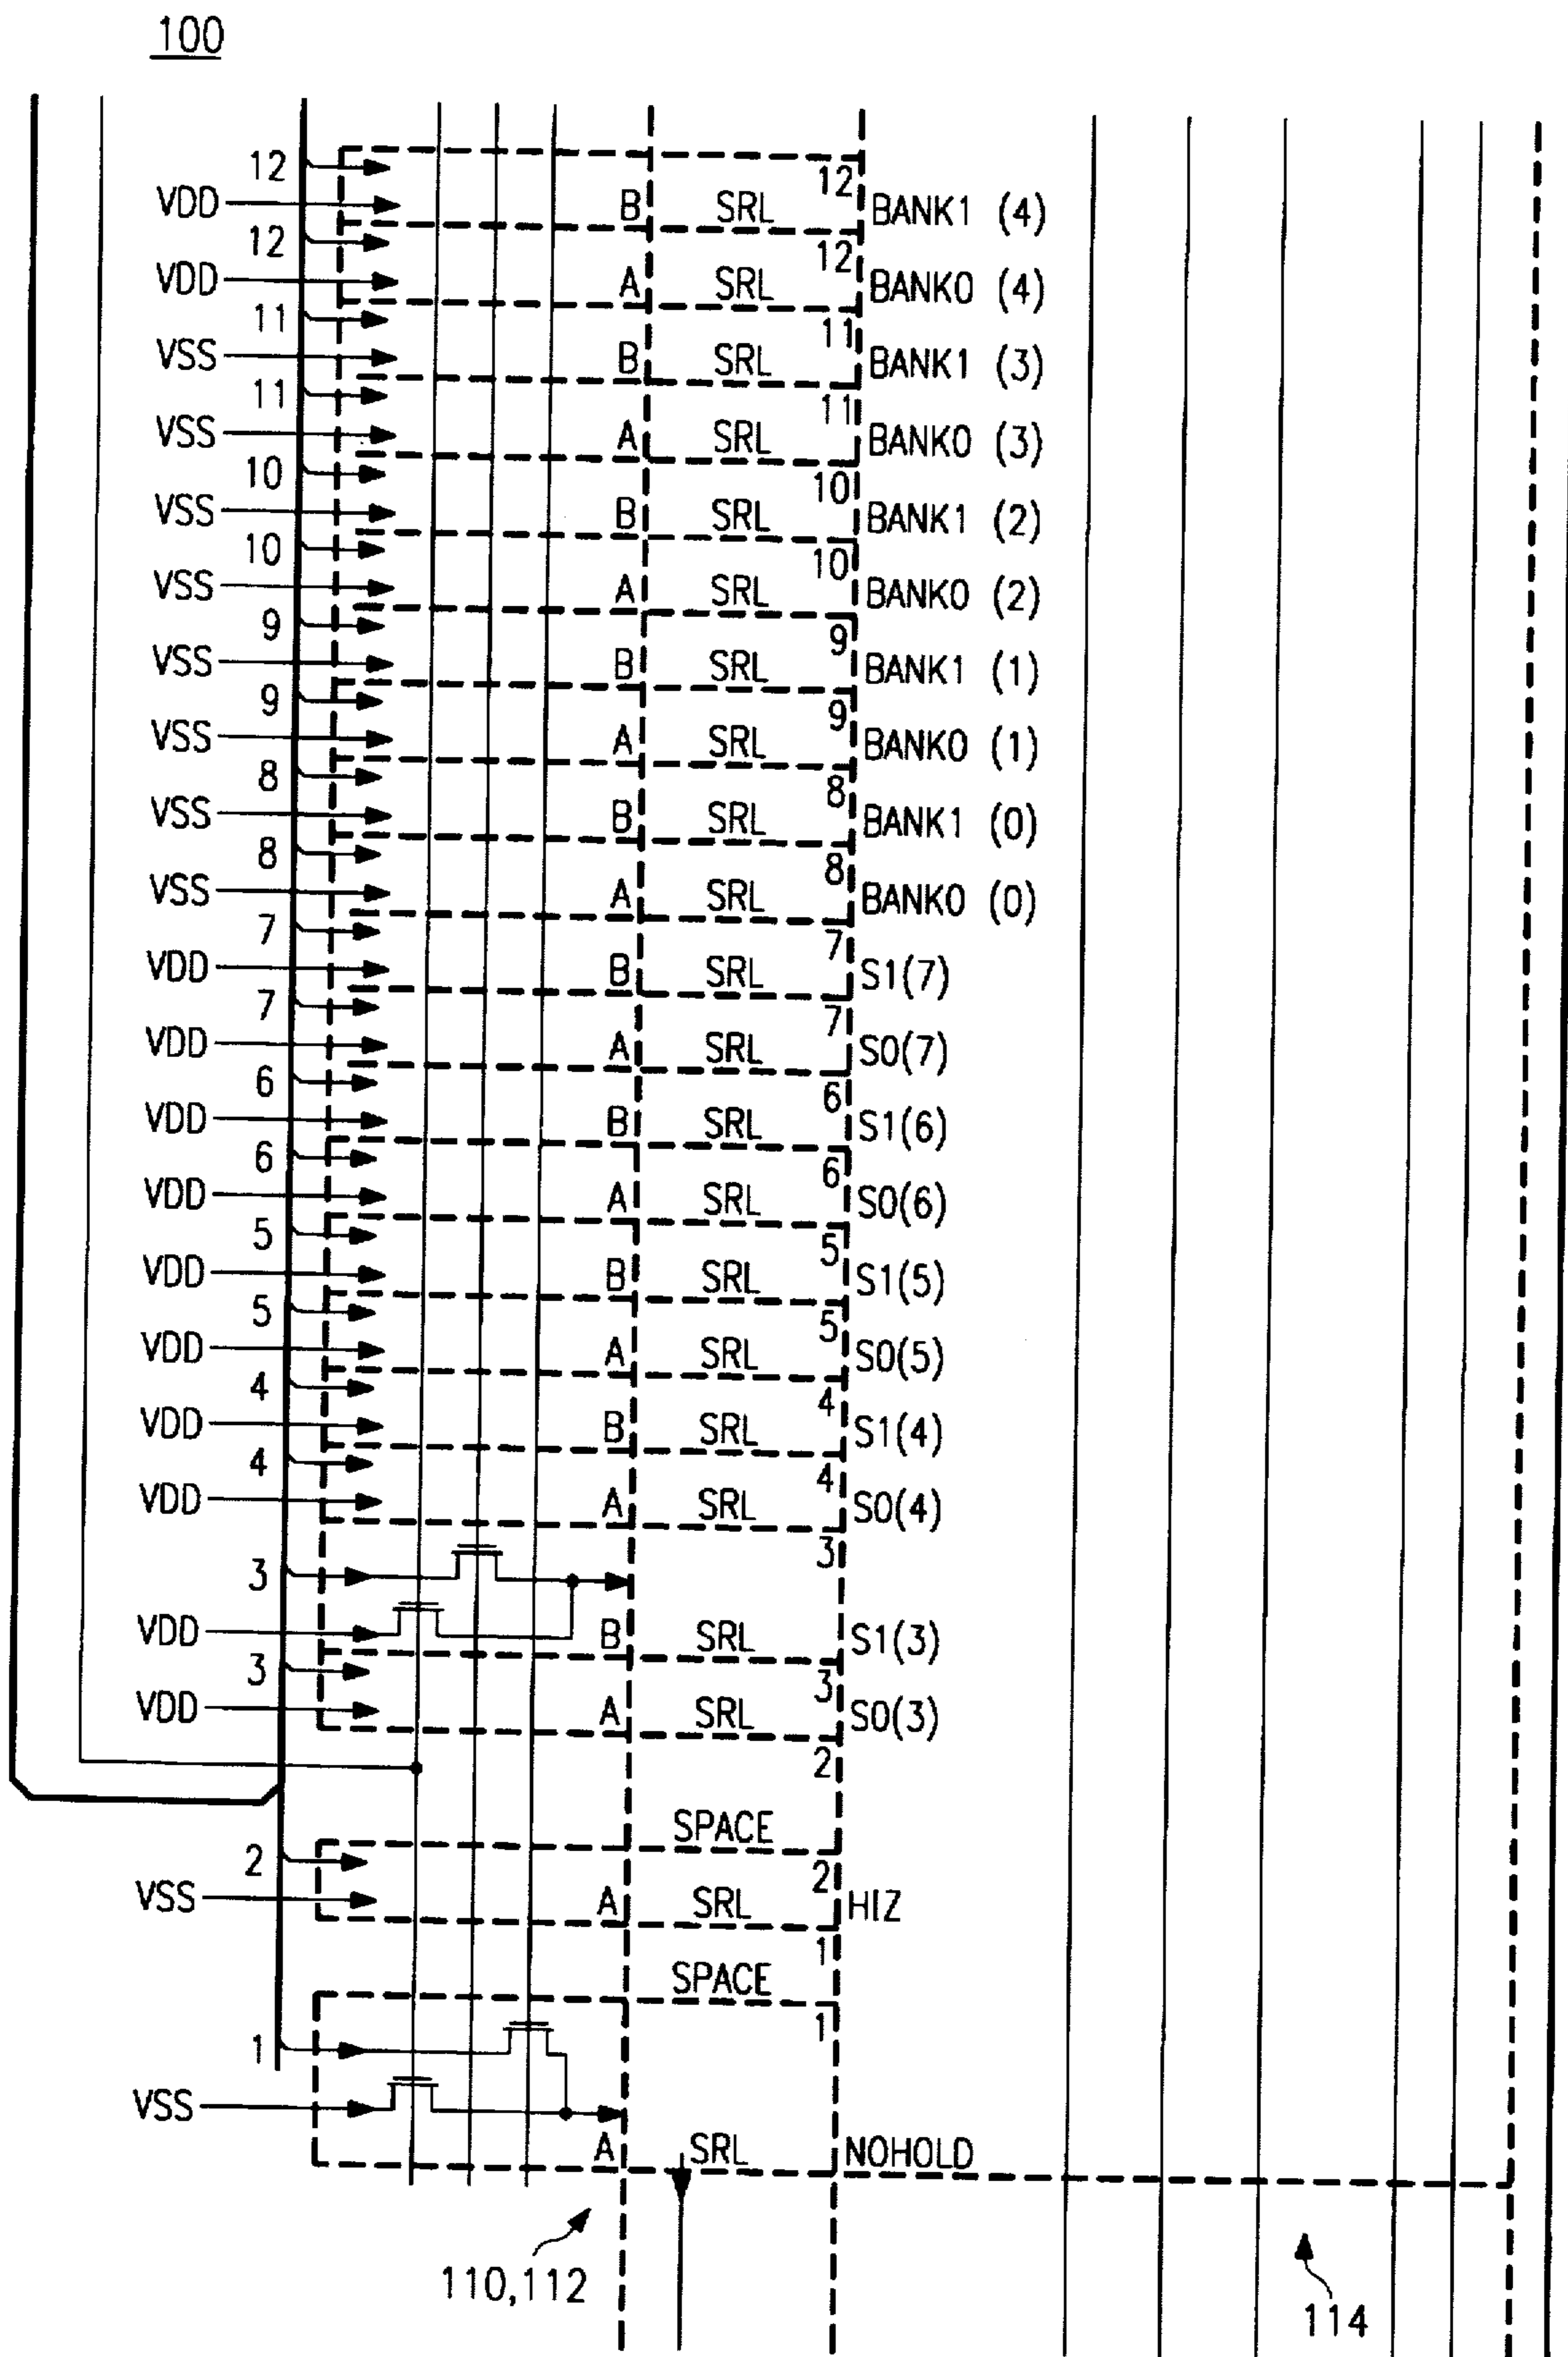 100
12 12
VDD B SRL BANK1 (4)
12 12
VDD A SRL BANK0 (4)
11 11
VSS B SRL BANK1 (3)
11 11
VSS A SRL BANK0 (3)
10 10
VSS B SRL BANK1 (2)
10 10
VSS A SRL BANK0 (2)
9 9
VSS B SRL BANK1 (1)
9 9
VSS A SRL BANK0 (1)
8 8
VSS B SRL BANK1 (0)
8 8
VSS A SRL BANK0 (0)
7 7
VDD B SRL S1(7)
7 7
VDD A SRL S0(7)
6 6
VDD B SRL S1(6)
6 6
VDD A SRL S0(6)
5 5
VDD B SRL S1(5)
5 5
VDD A SRL S0(5)
4 4
VDD B SRL S1(4)
4 4
VDD A SRL S0(4)
3 3
VDD B SRL S1(3)
3 3
VDD A SRL S0(3)
2
SPACE
2 2
VSS A SRL HIZ
1
SPACE
1 1
VSS
A SRL NOHOLD
110,112
114